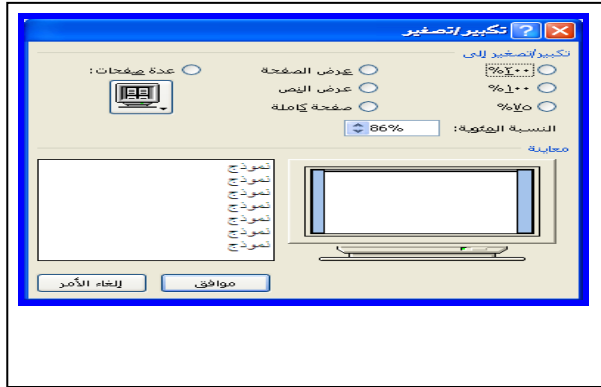 تكبير/تصغير
تكبير/تصغير إلى
٢٠٠%
عرض الصفحة
عدة صفحات:
١٠٠%
عرض النص
٧٥%
صفحة كاملة
النسبة المئوية:
86%
معاينة
نموذج
نموذج
نموذج
نموذج
نموذج
نموذج
نموذج
موافق
إلغاء الأمر